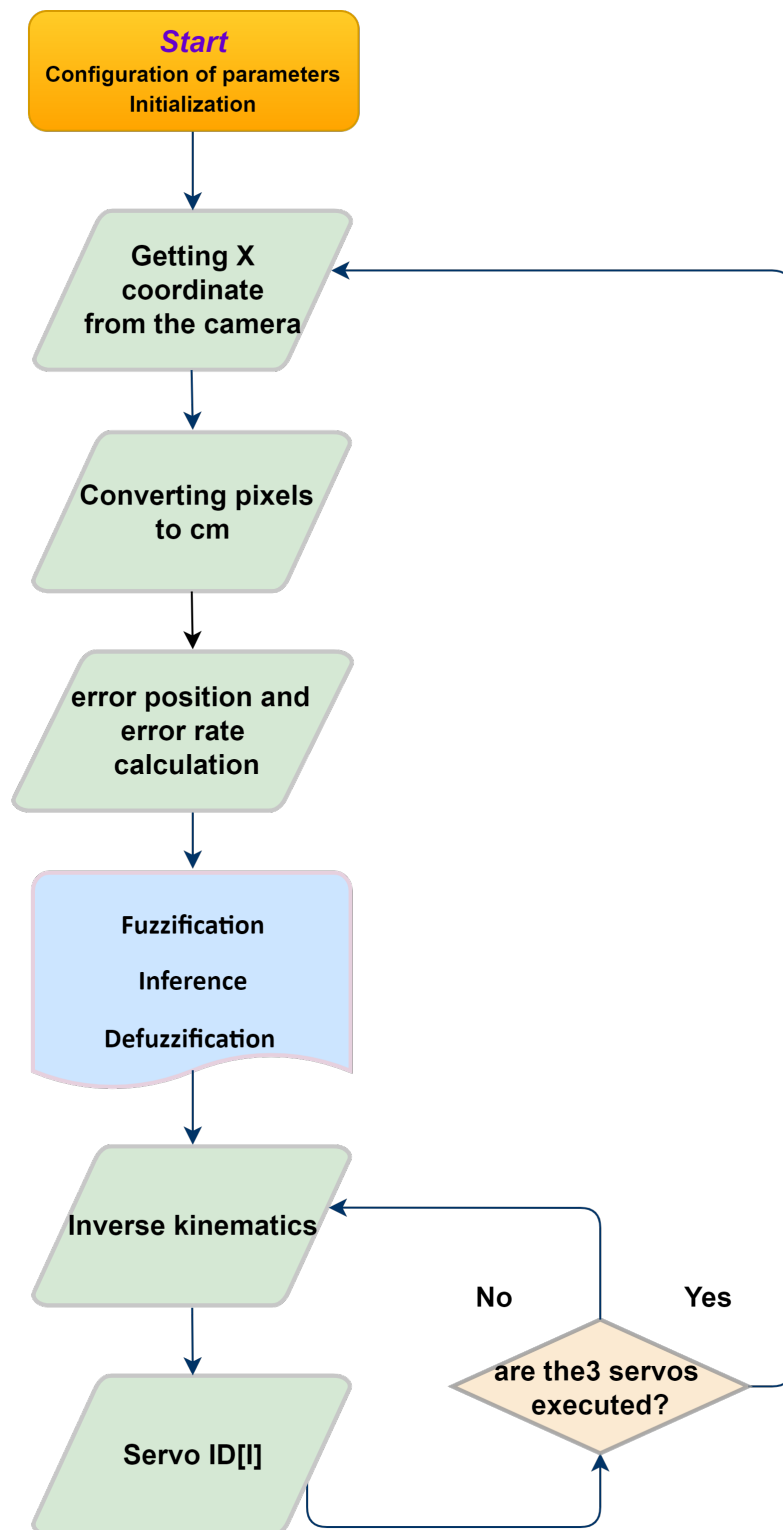 Start
Configuration of parameters
Initialization
Getting X
coordinate
from the camera
Converting pixels
to cm
error position and
error rate
calculation
Fuzzification
Inference
Defuzzification
Inverse kinematics
No
Yes
are the3 servos
executed?
Servo ID[I]